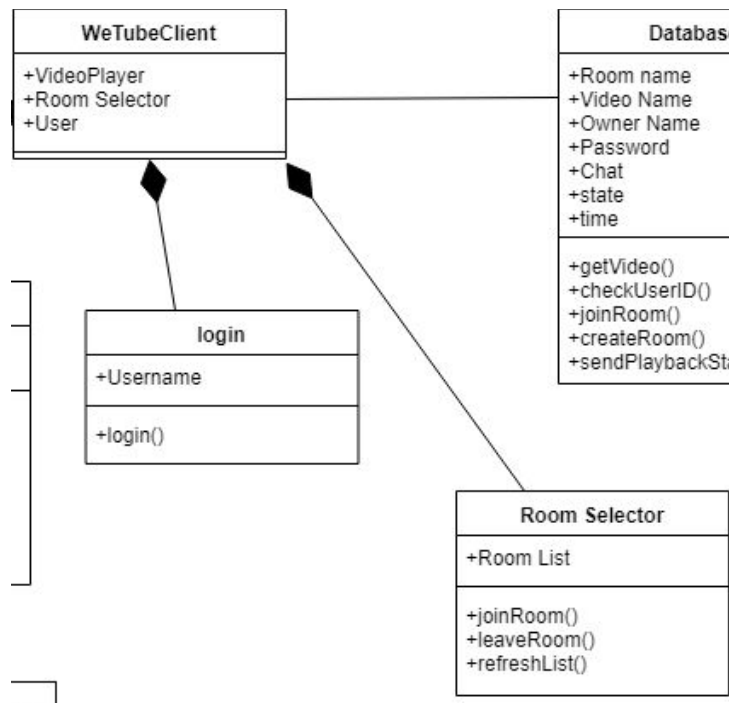 WeTubeClient
+VideoPlayer
+Room Selector
+User
Database
+Room name
+Video Name
+Owner Name
+Password
+Chat
+state
+time
+getVideo()
+checkUserID()
+joinRoom()
+createRoom()
+sendPlaybackSta
login
+Username
+login()
Room Selector
+Room List
+joinRoom()
+leaveRoom()
+refreshList()